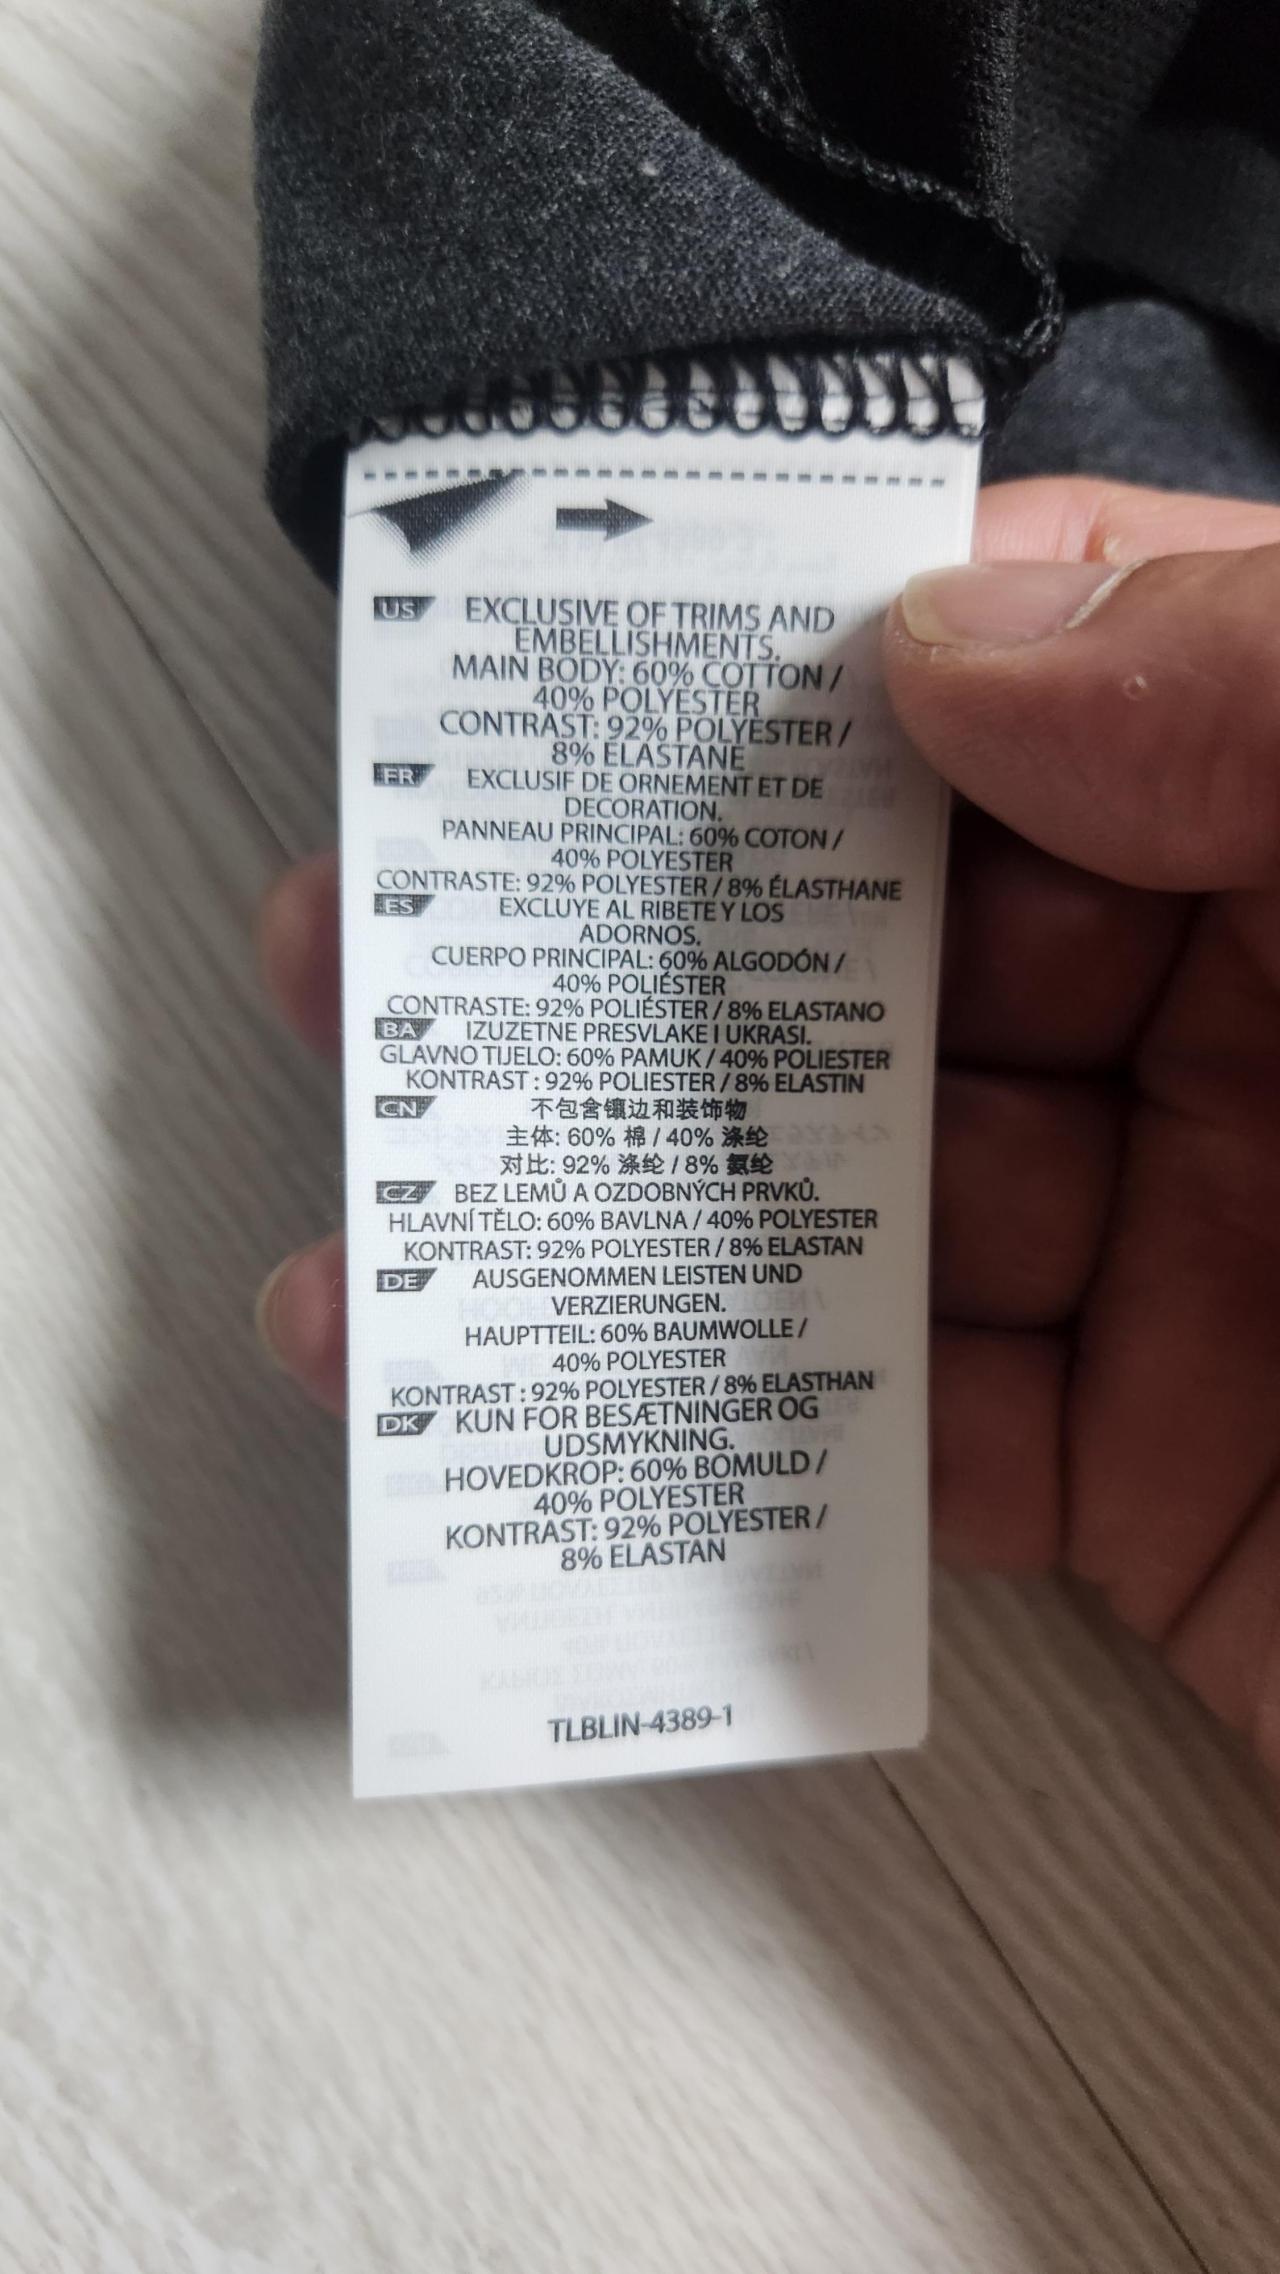 US EXCLUSIVE OF TRIMS AND
EMBELLISHMENTS.
MAIN BODY: 60% COTTON /
40% POLYESTER
CONTRAST: 92% POLYESTER /
8% ELASTANE
FR EXCLUSIF DE ORNEMENT ET DE
DECORATION.
PANNEAU PRINCIPAL: 60% COTON /
40% POLYESTER
CONTRASTE: 92% POLYESTER / 8% ÉLASTHANE
ES EXCLUYE AL RIBETE Y LOS
ADORNOS.
CUERPO PRINCIPAL: 60% ALGODÓN /
40% POLIÉSTER
CONTRASTE: 92% POLIÉSTER / 8% ELASTANO
BA IZUZETNE PRESVLAKE I UKRASI.
GLAVNO TIJELO: 60% PAMUK / 40% POLIESTER
KONTRAST : 92% POLIESTER / 8% ELASTIN
CN 不包含镶边和装饰物
主体: 60% 棉 / 40% 涤纶
对比: 92% 涤纶 / 8% 氨纶
CZ BEZ LEMŮ A OZDOBNÝCH PRVKŮ.
HLAVNÍ TĚLO: 60% BAVLNA / 40% POLYESTER
KONTRAST: 92% POLYESTER / 8% ELASTAN
DE AUSGENOMMEN LEISTEN UND
VERZIERUNGEN.
HAUPTTEIL: 60% BAUMWOLLE /
40% POLYESTER
KONTRAST : 92% POLYESTER / 8% ELASTHAN
DK KUN FOR BESÆTNINGER OG
UDSMYKNING.
HOVEDKROP: 60% BOMULD /
40% POLYESTER
KONTRAST: 92% POLYESTER /
8% ELASTAN
TLBLIN-4389-1